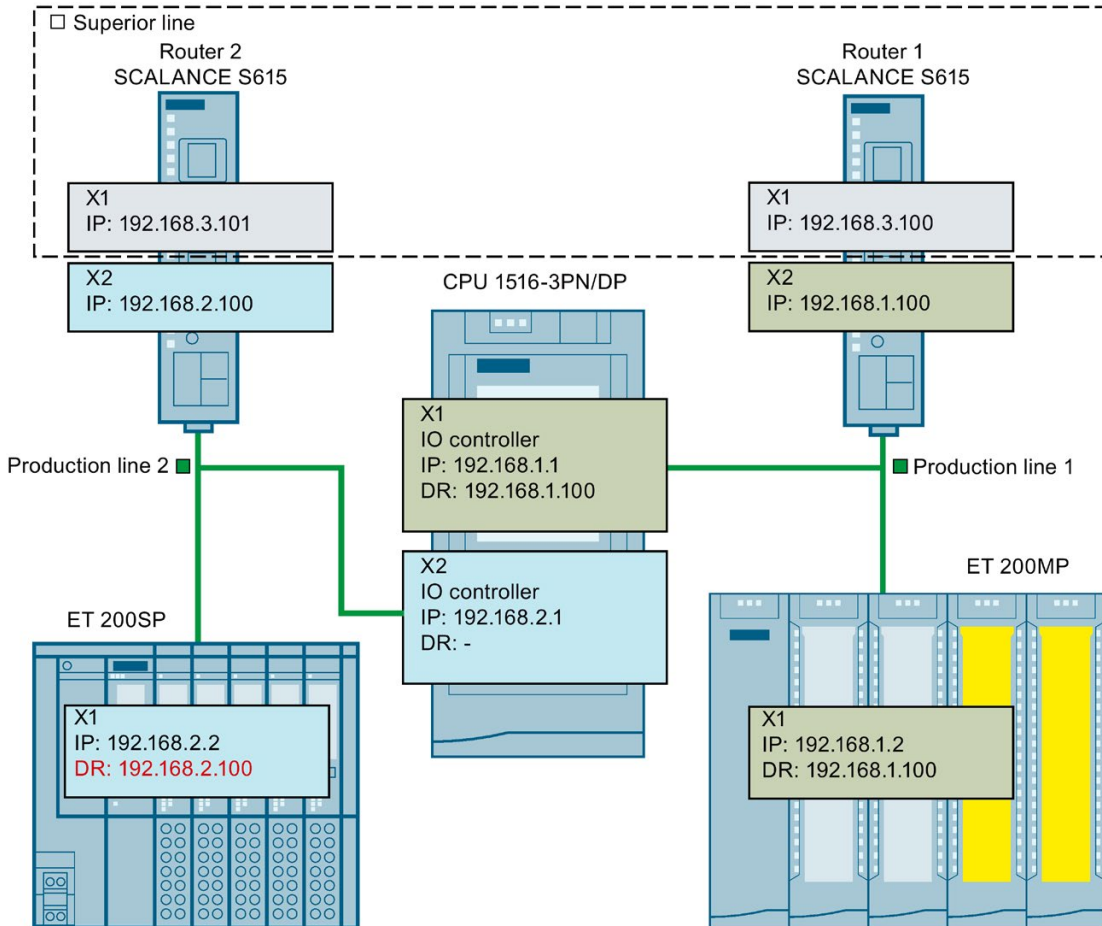 Superior line
Router 2
SCALANCE S615
Router 1
SCALANCE S615
X1
IP: 192.168.3.101
X1
IP: 192.168.3.100
X2
IP: 192.168.2.100
CPU 1516-3PN/DP
X2
IP: 192.168.1.100
X1
IO controller
IP: 192.168.1.1
DR: 192.168.1.100
Production line 2
Production line 1
X2
IO controller
IP: 192.168.2.1
DR: -
ET 200SP
ET 200MP
X1
IP: 192.168.2.2
DR: 192.168.2.100
X1
IP: 192.168.1.2
DR: 192.168.1.100